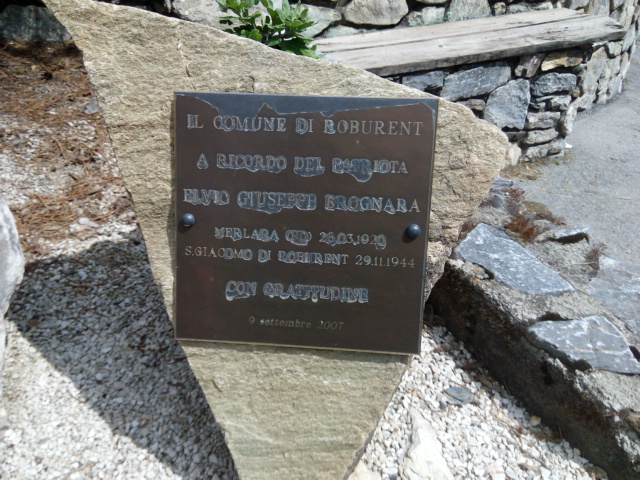 IL COMUNE DI ROBURENT
A RICORDO DEL PATRIOTA
ELVIO GIUSEPPE BROGNARA
MERLARA (PD) 26.03.1920
S.GIACOMO DI ROBURENT 29.11.1944
CON GRATITUDINE
9 settembre 2007